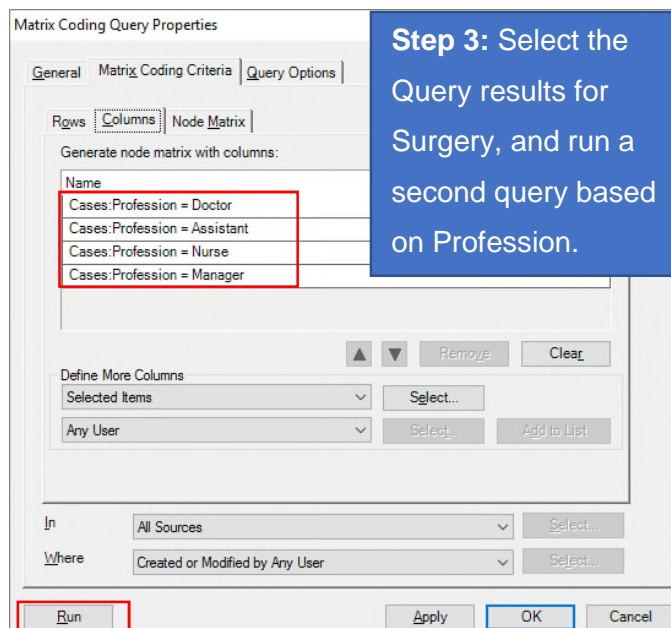 Matrix Coding Query Properties
Step 3: Select the
Query results for
Surgery, and run a
second query based
on Profession.
General Matrix Coding Criteria Query Options
Rows Columns Node Matrix
Generate node matrix with columns:
Name
Cases:Profession = Doctor
Cases:Profession = Assistant
Cases:Profession = Nurse
Cases:Profession = Manager
Remove Clear
Define More Columns
Selected Items Select...
Any User Select... Add to List
In All Sources Select...
Where Created or Modified by Any User Select...
Run Apply OK Cancel